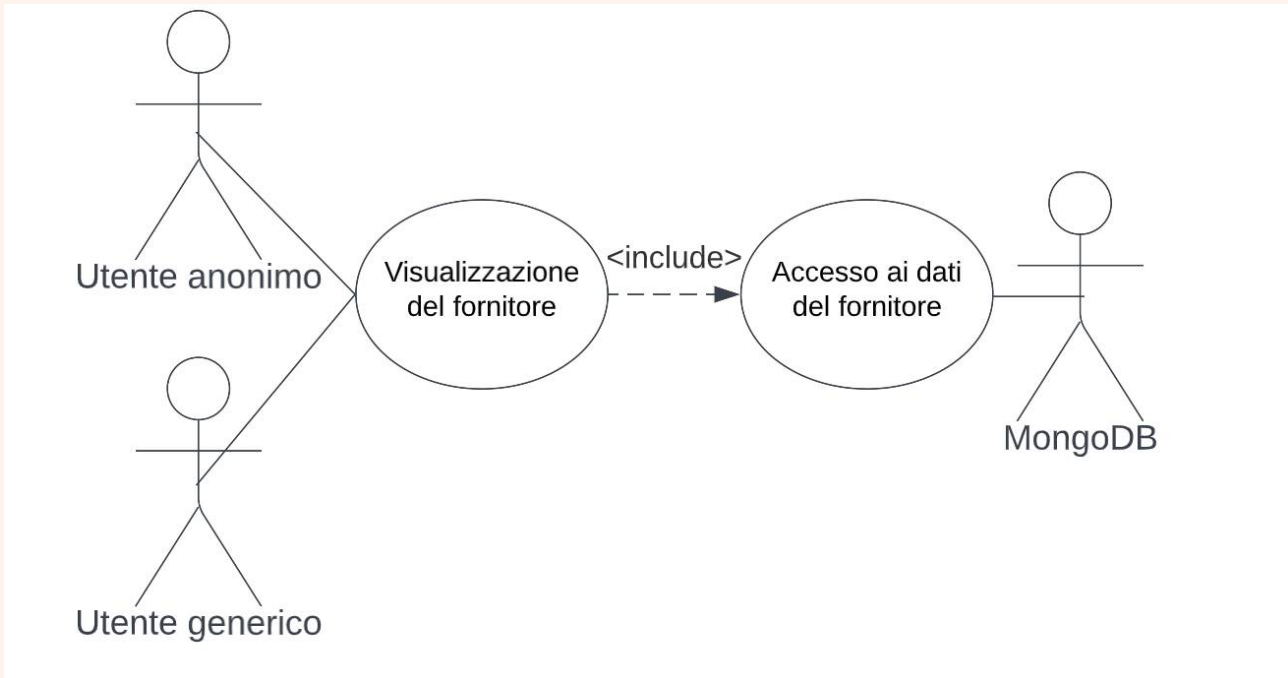 Utente anonimo
Visualizzazione
del fornitore
<include>
Accesso ai dati
del fornitore
MongoDB
Utente generico